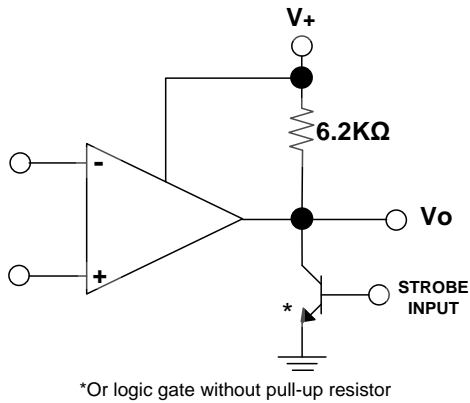 V+
6.2KΩ
-
Vo
+
STROBE
INPUT
*
*Or logic gate without pull-up resistor